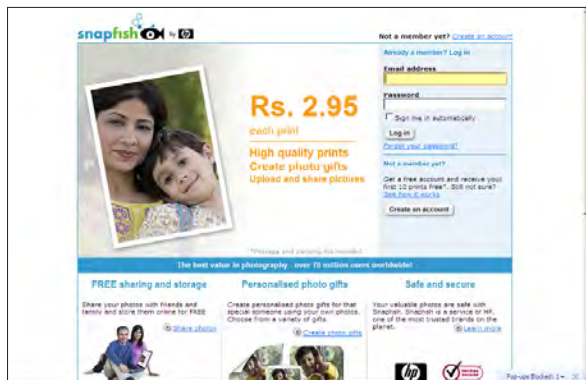 snapfish by hp
Not a member yet? Create an account
Already a member? Log in
Email address
Password
Sign me in automatically
Log in
Forgot your password?
Not a member yet?
Get a free account and receive your
first 10 prints free*. Still not sure?
See how it works
Create an account
Rs. 2.95
each print
High quality prints
Create photo gifts
Upload and share pictures
The best value in photography - over 70 million users worldwide!
FREE sharing and storage
Share your photos with friends and
family and store them online for FREE
Share photos
Personalised photo gifts
Create personalised photo gifts for that
special someone using your own photos.
Choose from a variety of gifts.
Create photo gifts
Safe and secure
Your valuable photos are safe with
Snapfish. Snapfish is a service of HP,
one of the most trusted brands on the
planet.
Learn more
hp
Pop-ups Blocked: 1